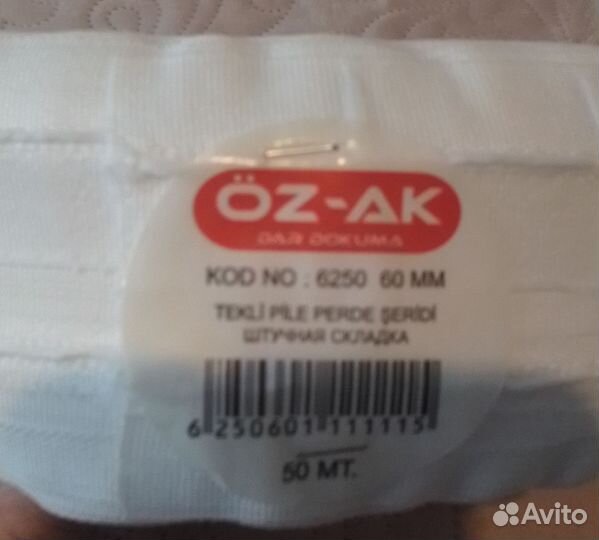 ÖZ-AK
DAR DOKUMA
KOD NO : 6250 60 MM
TEKLİ PİLE PERDE ŞERİDİ
ШТУЧНАЯ СКЛАДКА
6 250601 111115
50 MT.
Avito